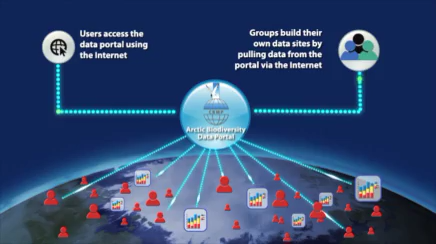 Users access the
data portal using
the Internet
Groups build their
own data sites by
pulling data from the
portal via the Internet
Arctic Biodiversity
Data Portal